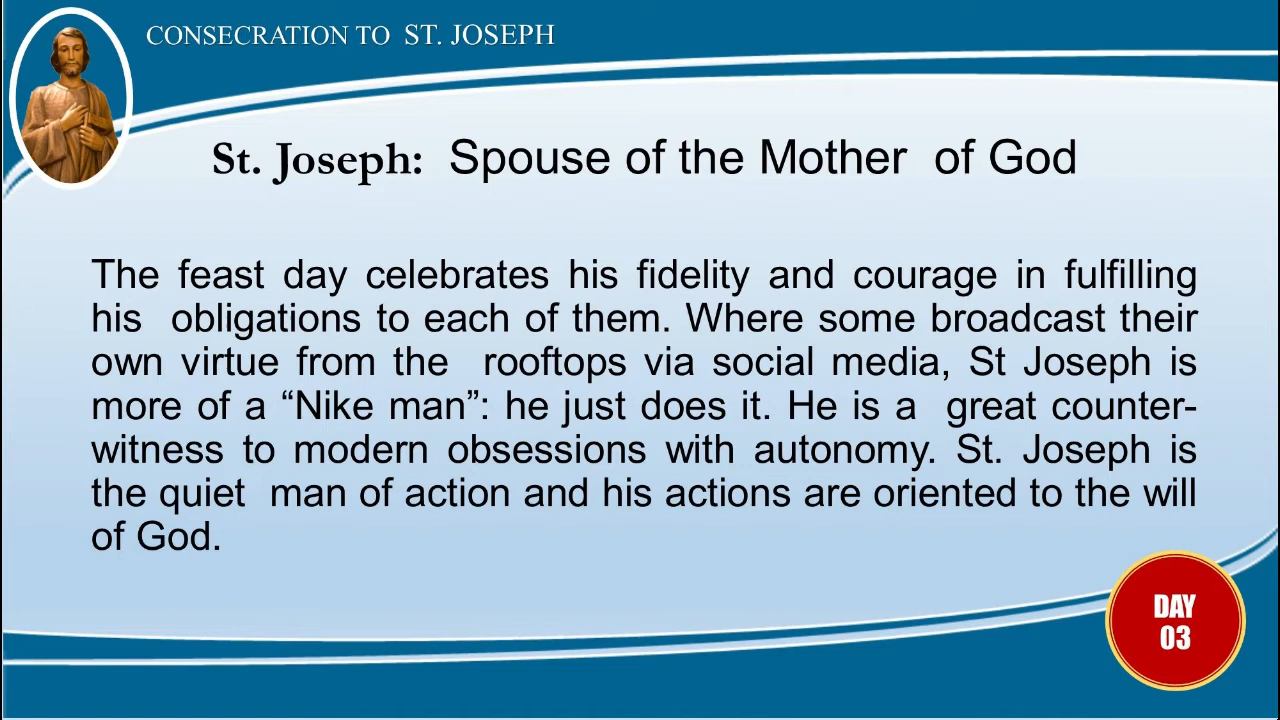 CONSECRATION TO ST. JOSEPH
St. Joseph: Spouse of the Mother of God
The feast day celebrates his fidelity and courage in fulfilling
his obligations to each of them. Where some broadcast their
own virtue from the rooftops via social media, St Joseph is
more of a “Nike man”: he just does it. He is a great counter-
witness to modern obsessions with autonomy. St. Joseph is
the quiet man of action and his actions are oriented to the will
of God.
DAY
03